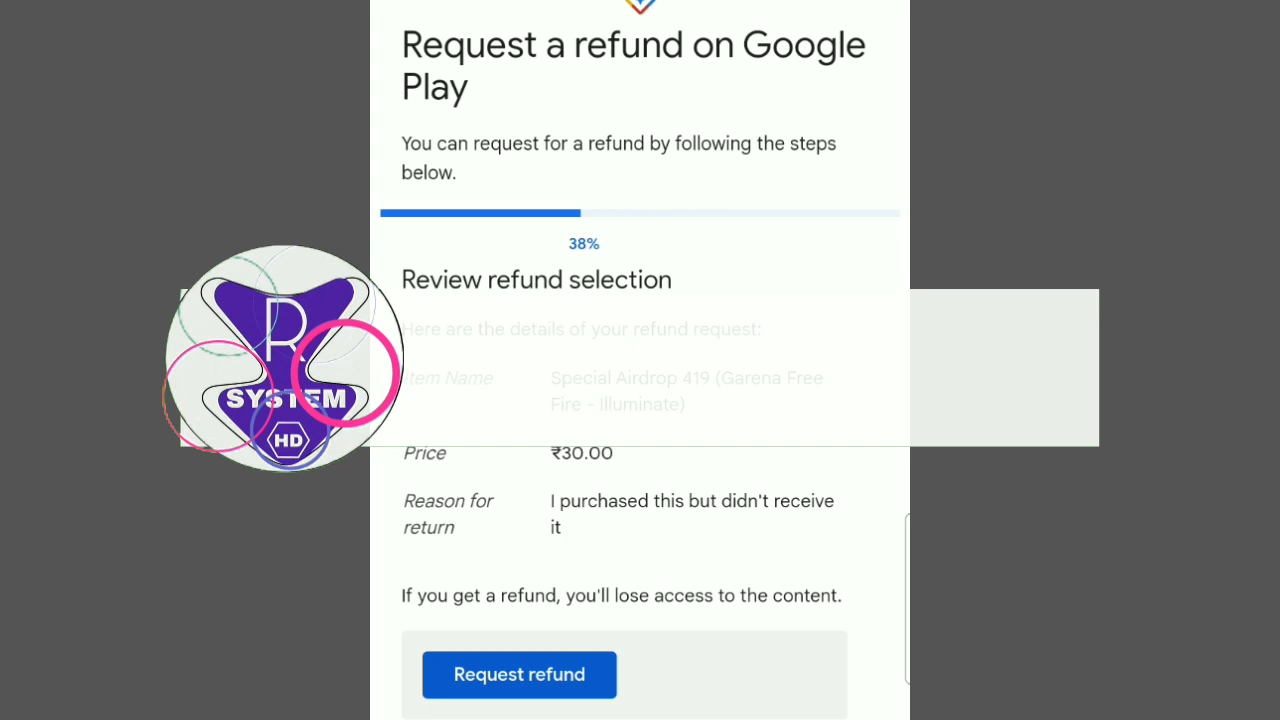 Request a refund on Google
Play
You can request for a refund by following the steps
below.
38%
Review refund selection
Here are the details of your refund request:
Item Name
Special Airdrop 419 (Garena Free
Fire - Illuminate)
Price
₹30.00
Reason for
return
I purchased this but didn't receive
it
If you get a refund, you'll lose access to the content.
Request refund
R
SYSTEM
HD